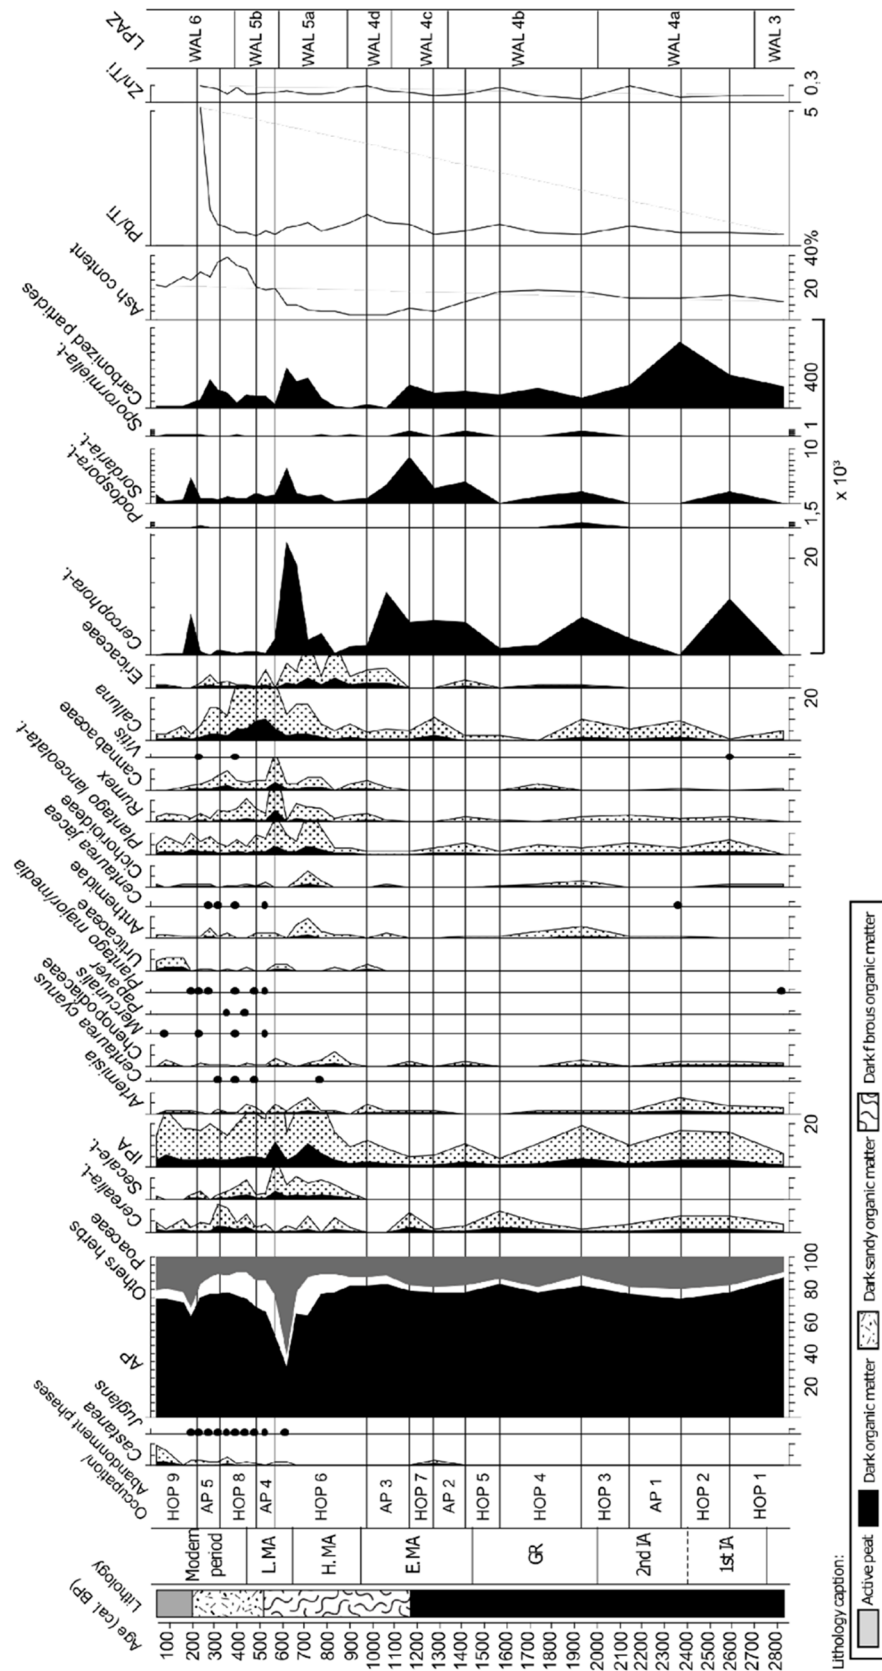 Age (cal. BP)
100
200
300
400
500
600
700
800
900
1000
1100
1200
1300
1400
1500
1600
1700
1800
1900
2000
2100
2200
2300
2400
2500
2600
2700
2800
Lithology
Modern
period
L.MA
H. MA
E.MA
GR
2nd IA
1st IA
Occupation/
Abandonment phases
HOP 9
AP 5
HOP 8
AP 4
HOP 6
AP 3
HOP 7
AP 2
HOP 5
HOP 4
HOP 3
AP 1
HOP 2
HOP 1
Castanea
Juglans
AP
Others herbs
20
40
60
80
100
Poaceae
Cerealia-t.
Secale-t.
IPA
20
Artemisia
Centaurea cyanus
Chenopodiaceae
Mercurialis
Papaver
Plantago major/media
Urticaceae
Anthemidae
Centaurea jacea
Cichorioideae
Plantago lanceolata-t.
Rumex
Cannabaceae
Vitis
Calluna
20
Ericaceae
Cercophora-t.
20
Podospora-t.
1,5
Sordaria-t.
10
Sporormiella-t.
1
Carbonized particles
400
x 10³
Ash content
20
40%
Pb/Ti
5
Zn/Ti
0,3
LPAZ
WAL 6
WAL 5b
WAL 5a
WAL 4d
WAL 4c
WAL 4b
WAL 4a
WAL 3
Lithology caption:
Active peat
Dark organic matter
Dark sandy organic matter
Dark f brous organic matter